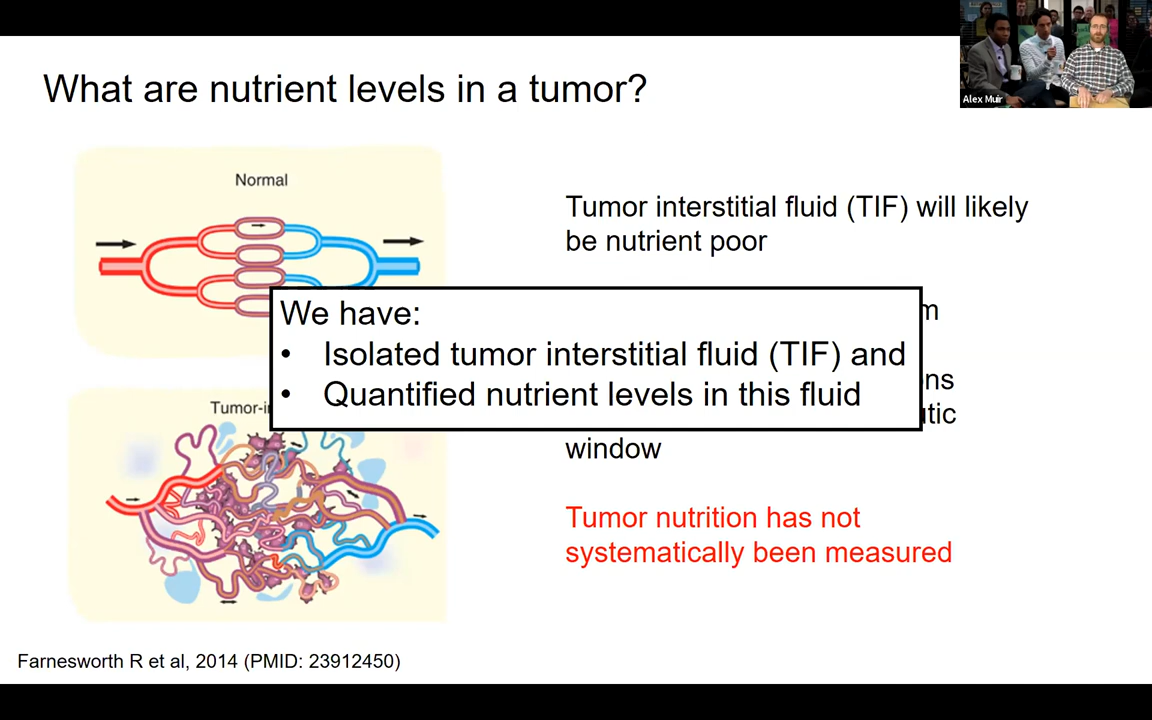 What are nutrient levels in a tumor?
Alex Muir
Normal
Tumor interstitial fluid (TIF) will likely
be nutrient poor
We have:
• Isolated tumor interstitial fluid (TIF) and
• Quantified nutrient levels in this fluid
window
Tumor nutrition has not
systematically been measured
Farnesworth R et al, 2014 (PMID: 23912450)